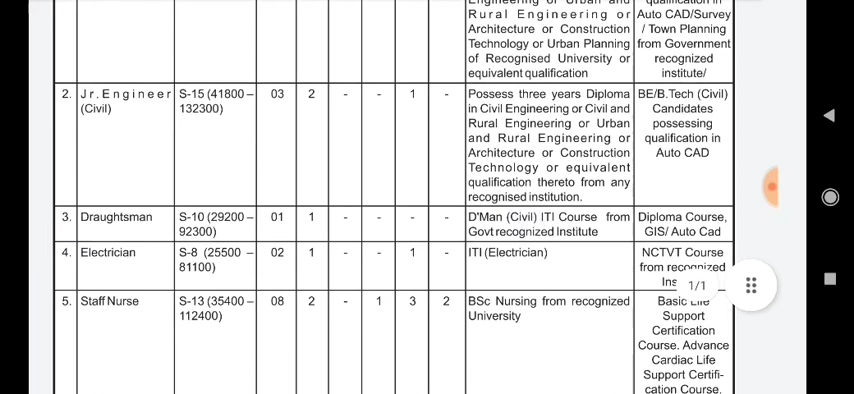 Engineering or Urban and
Rural Engineering or
Architecture or Construction
Technology or Urban Planning
of Recognised University or
equivalent qualification
qualification in
Auto CAD/Survey
/ Town Planning
from Government
recognized
institute/
2.
Jr. Engineer
(Civil)
S-15 (41800 –
132300)
03
2
-
-
1
-
Possess three years Diploma
in Civil Engineering or Civil and
Rural Engineering or Urban
and Rural Engineering or
Architecture or Construction
Technology or equivalent
qualification thereto from any
recognised institution.
BE/B.Tech (Civil)
Candidates
possessing
qualification in
Auto CAD
3.
Draughtsman
S-10 (29200 –
92300)
01
1
-
-
-
-
D'Man (Civil) ITI Course from
Govt recognized Institute
Diploma Course,
GIS/ Auto Cad
4.
Electrician
S-8 (25500 –
81100)
02
1
-
-
1
-
ITI (Electrician)
NCTVT Course
from recognized
5.
Staff Nurse
S-13 (35400 –
112400)
08
2
-
1
3
2
BSc Nursing from recognized
University
Basic Life
Support
Certification
Course. Advance
Cardiac Life
Support Certifi-
cation Course.
1/1